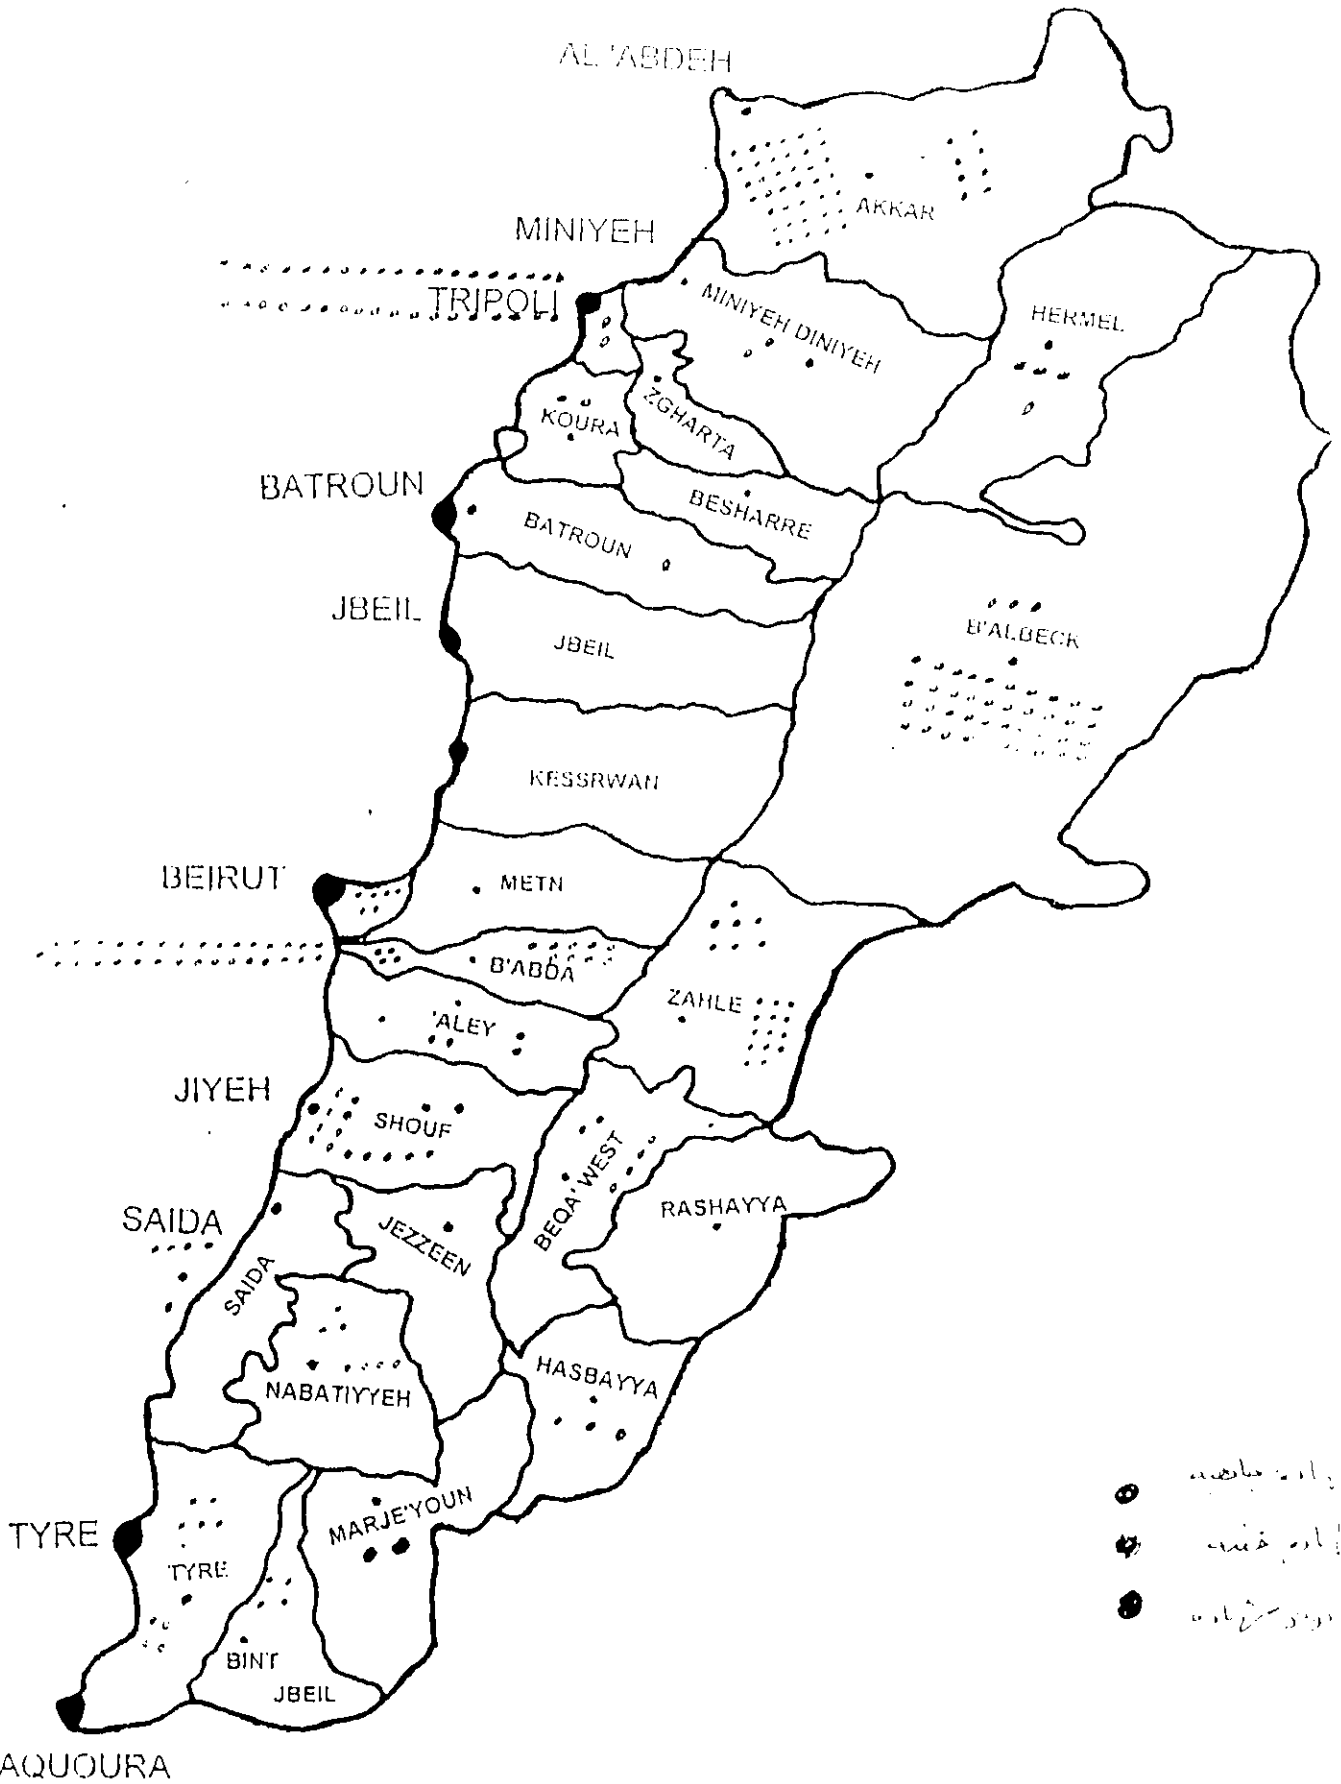 AL 'ABDEH
AKKAR
MINIYEH
TRIPOLI
MINIYEH DINIYEH
HERMEL
ZGHARTA
KOURA
BATROUN
BESHARRE
BATROUN
JBEIL
B'ALBECK
JBEIL
KESSRWAN
BEIRUT
METN
B'ABDA
ZAHLE
'ALEY
JIYEH
SHOUF
BEQA' WEST
SAIDA
RASHAYYA
JEZZEEN
SAIDA
HASBAYYA
NABATIYYEH
MARJE'YOUN
TYRE
TYRE
BINT
JBEIL
AQUOURA